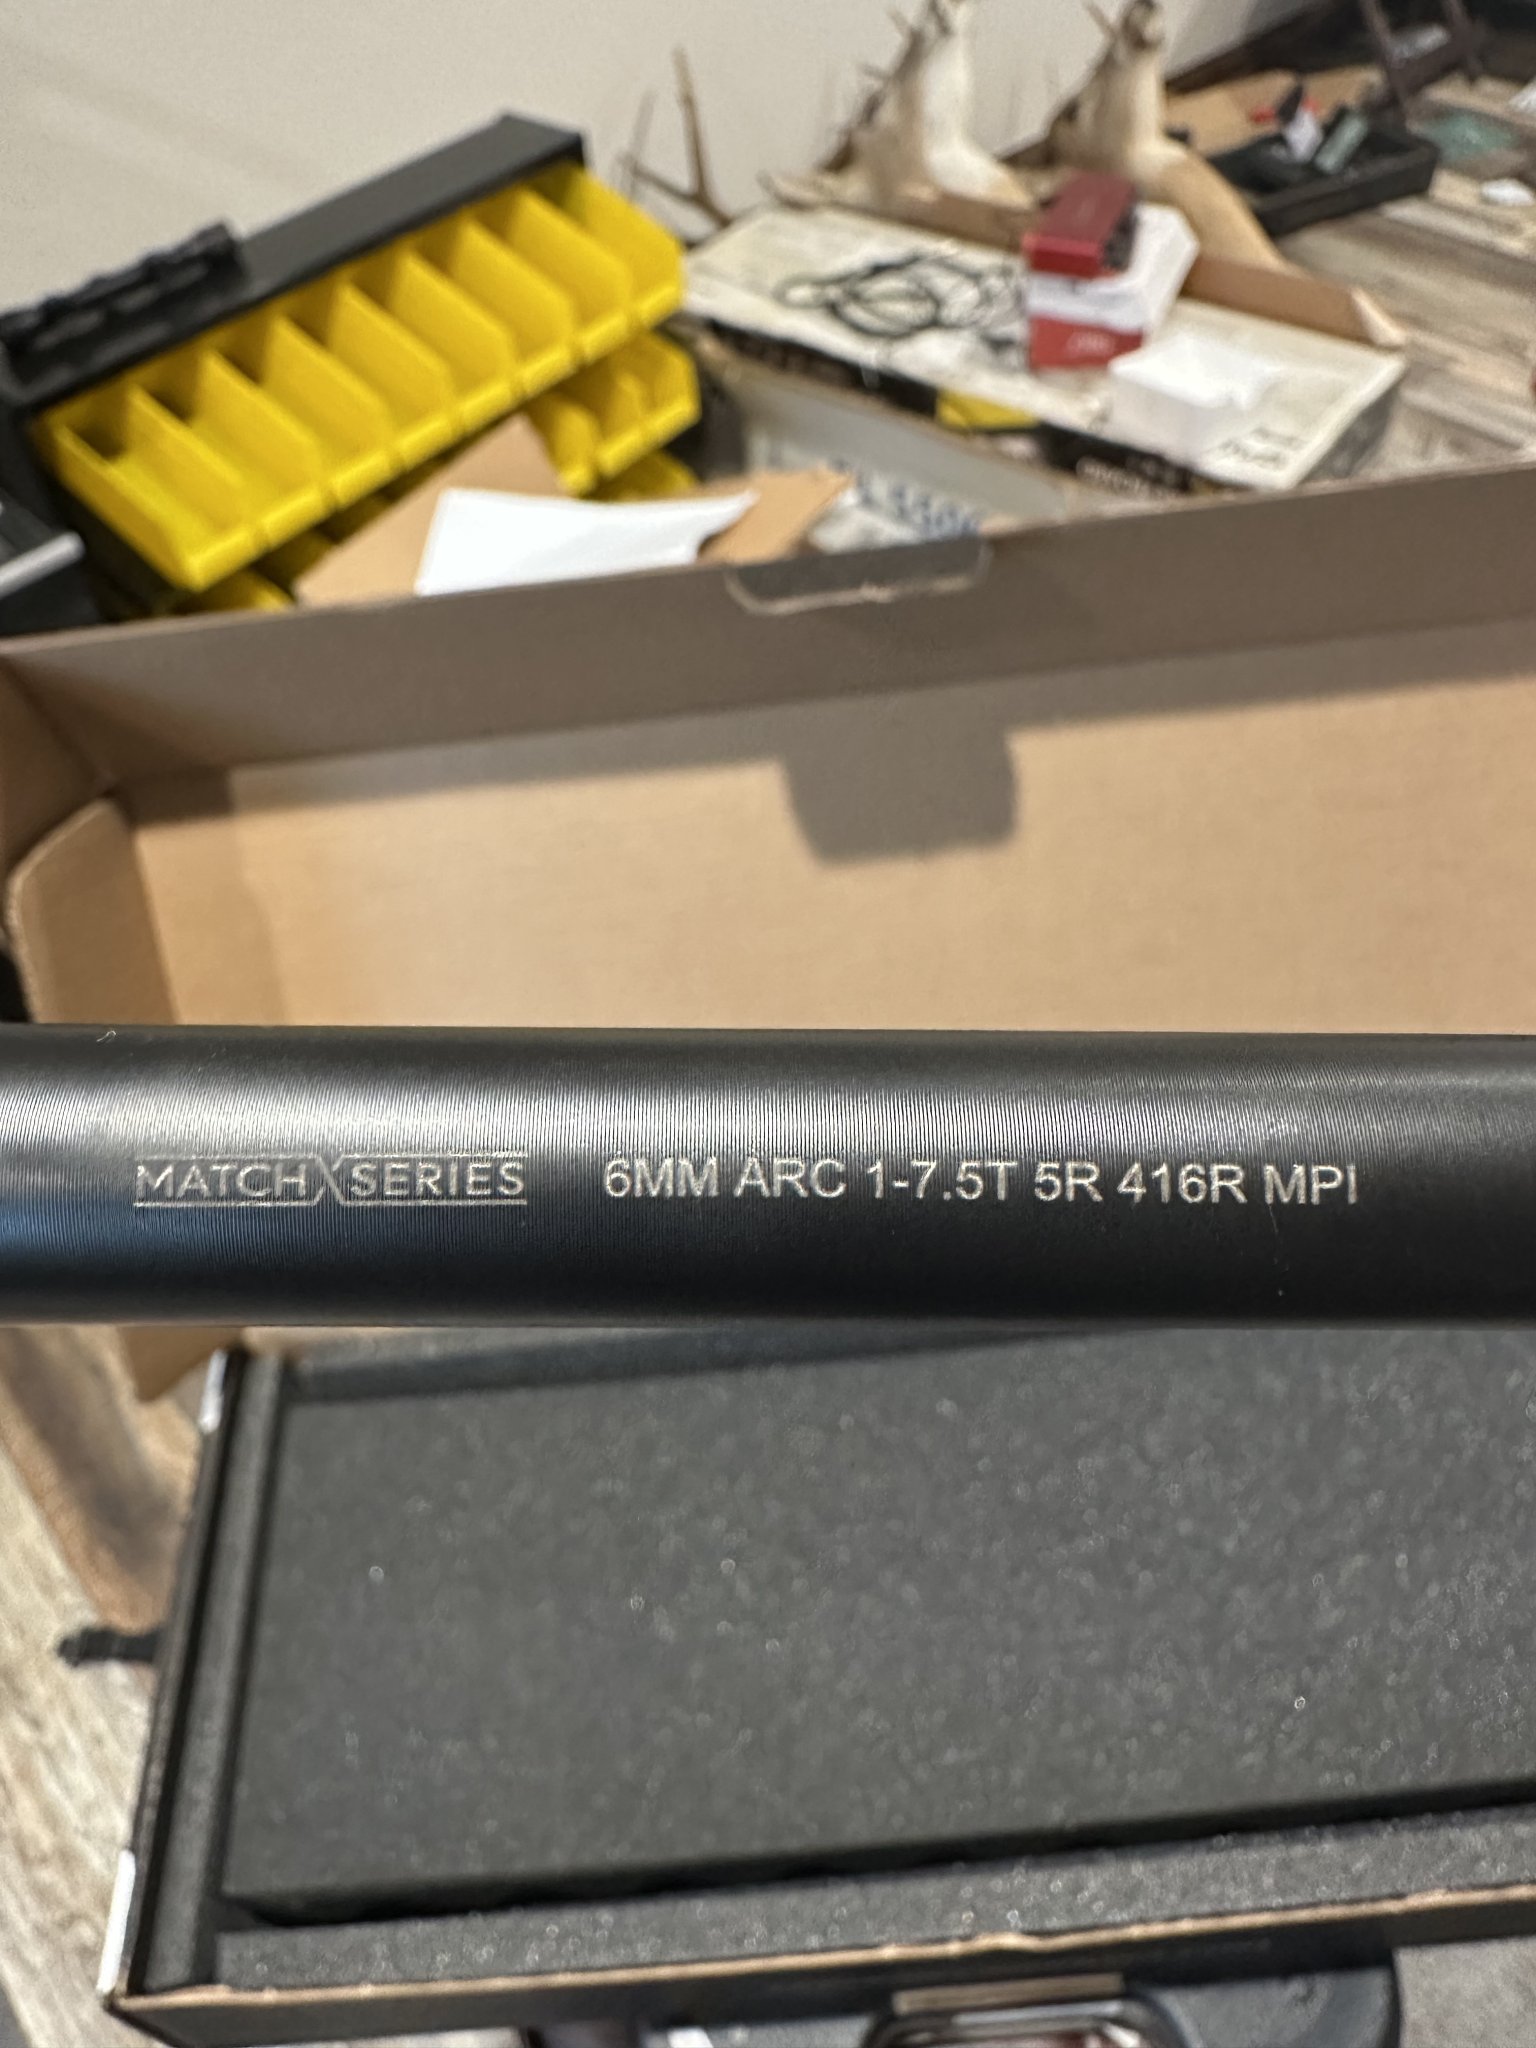 MATCH SERIES 6MM ARC 1-7.5T 5R 416R MPI